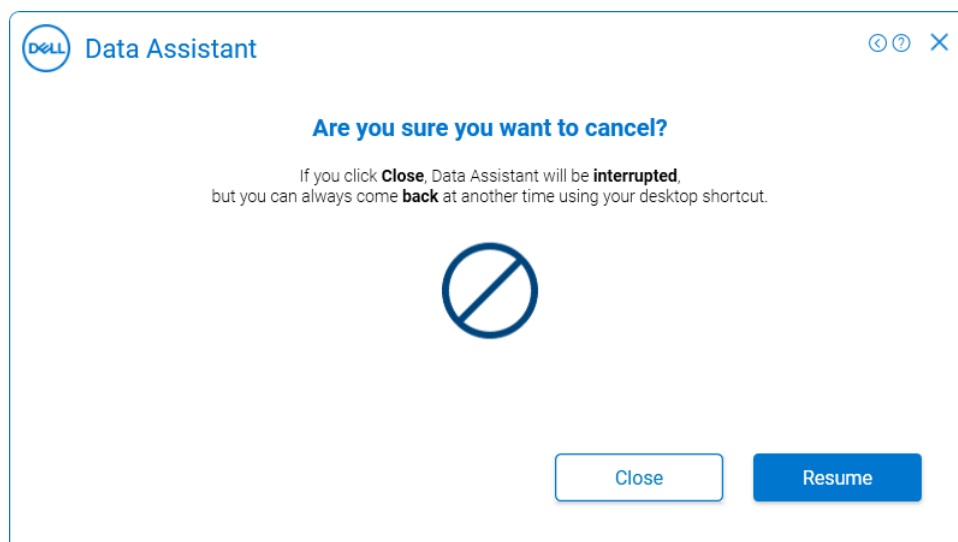 DELL Data Assistant
Are you sure you want to cancel?
If you click Close, Data Assistant will be interrupted,
but you can always come back at another time using your desktop shortcut.
Close Resume